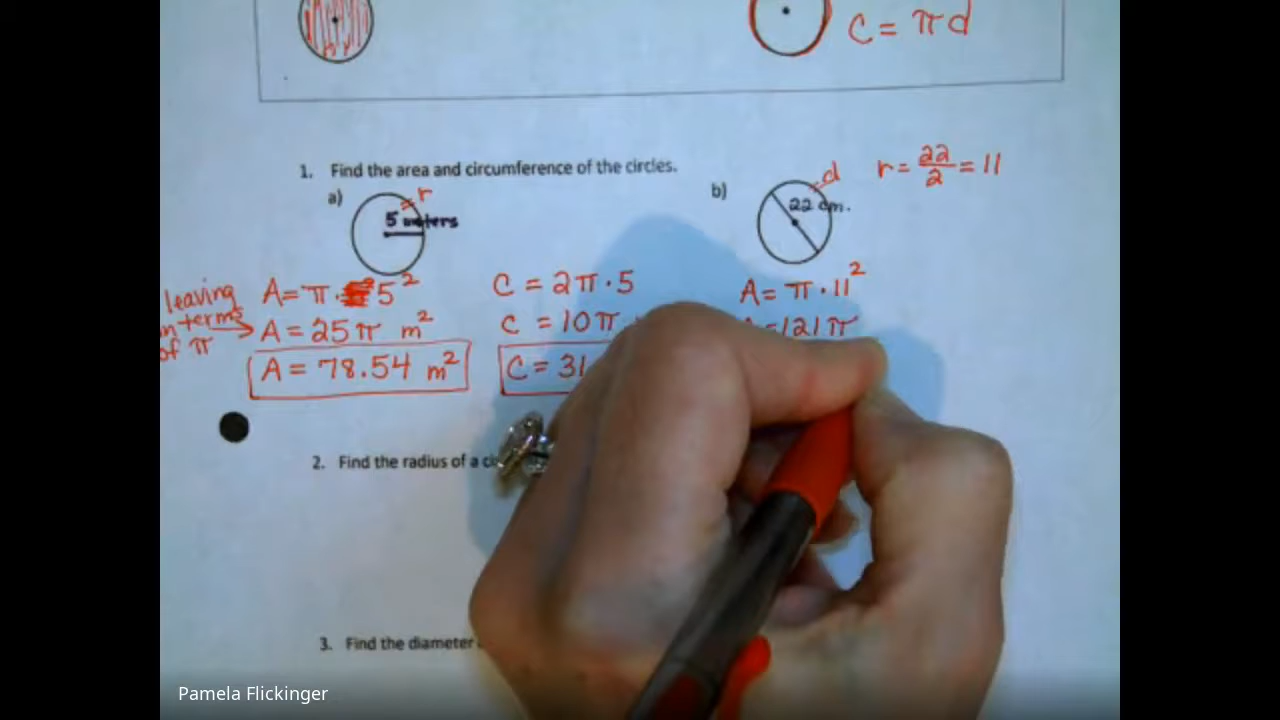 C = πd
1. Find the area and circumference of the circles.
a)
r
5 meters
b)
d
22 cm.
r = 22/2 = 11
A = π · 5²
C = 2π · 5
A = π · 11²
leaving
terms
of π
A = 25π m²
C = 10π
=121π
A = 78.54 m²
C = 31
2. Find the radius of a
3. Find the diameter
Pamela Flickinger